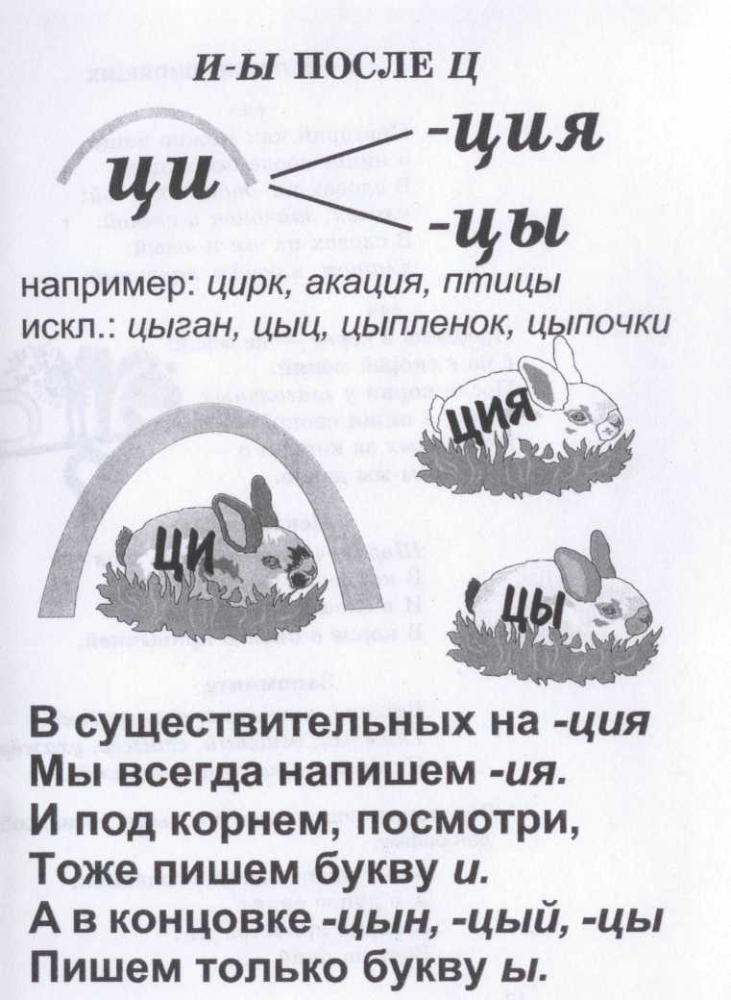 И-Ы ПОСЛЕ Ц
ци
-ция
-цы
например: цирк, акация, птицы
искл.: цыган, цыц, цыпленок, цыпочки
ЦИЯ
ЦИ
ЦЫ
В существительных на -ция
Мы всегда напишем -ия.
И под корнем, посмотри,
Тоже пишем букву и.
А в концовке -цын, -цый, -цы
Пишем только букву ы.